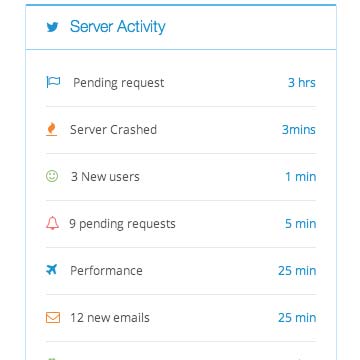 Server Activity
Pending request 3 hrs
Server Crashed 3mins
3 New users 1 min
9 pending requests 5 min
Performance 25 min
12 new emails 25 min